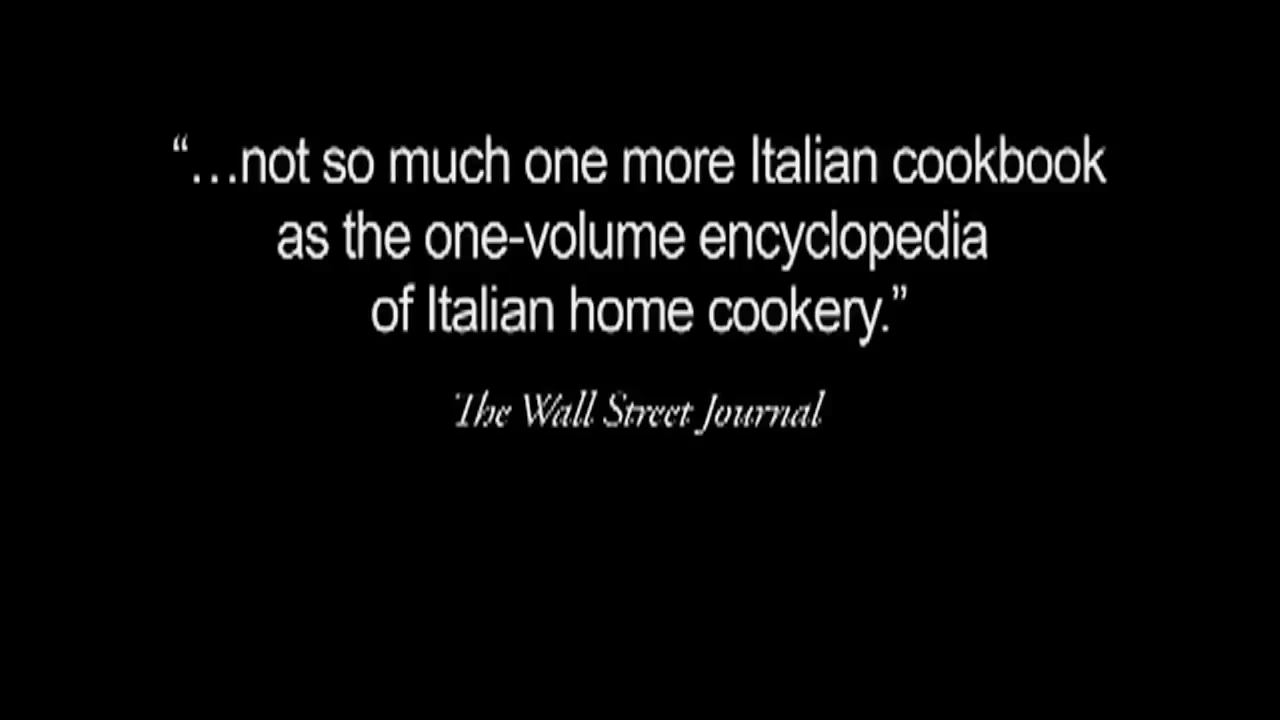 “…not so much one more Italian cookbook
as the one-volume encyclopedia
of Italian home cookery.”
The Wall Street Journal